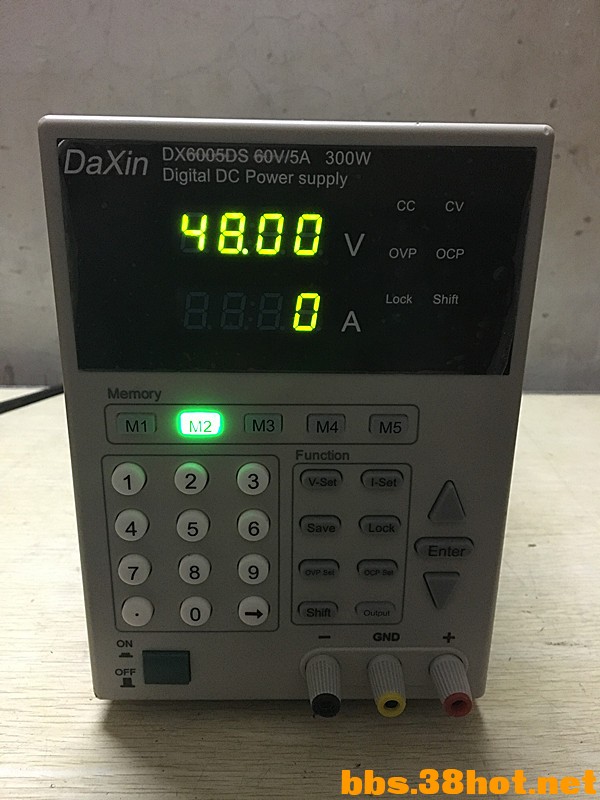 DaXin
DX6005DS 60V/5A 300W
Digital DC Power supply
48.00 V
0 A
CC CV
OVP OCP
Lock Shift
Memory
M1 M2 M3 M4 M5
Function
1 2 3
4 5 6
7 8 9
. 0 →
V-Set I-Set
Save Lock
OVP Set OCP Set
Shift Output
Enter
ON
OFF
− GND +
bbs.38hot.net